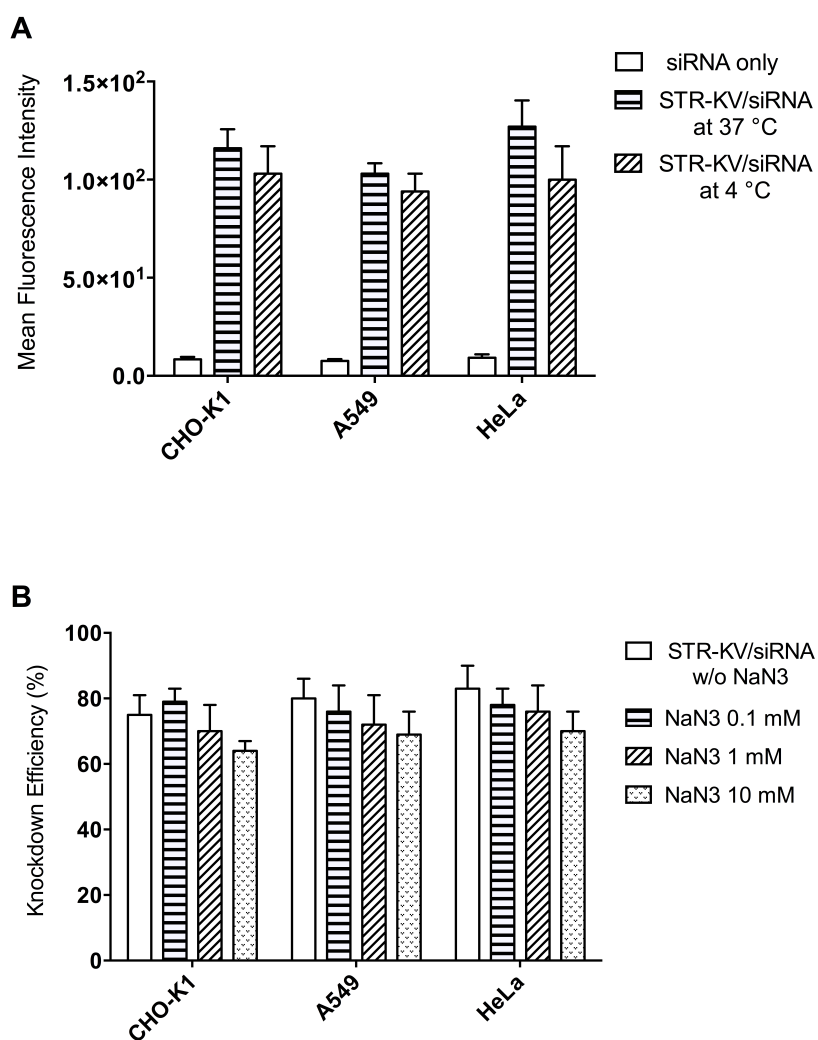 A
Mean Fluorescence Intensity
1.5×10²
1.0×10²
5.0×10¹
0.0
CHO-K1
A549
HeLa
siRNA only
STR-KV/siRNA
at 37 °C
STR-KV/siRNA
at 4 °C
B
Knockdown Efficiency (%)
100
80
60
40
20
0
CHO-K1
A549
HeLa
STR-KV/siRNA
w/o NaN3
NaN3 0.1 mM
NaN3 1 mM
NaN3 10 mM